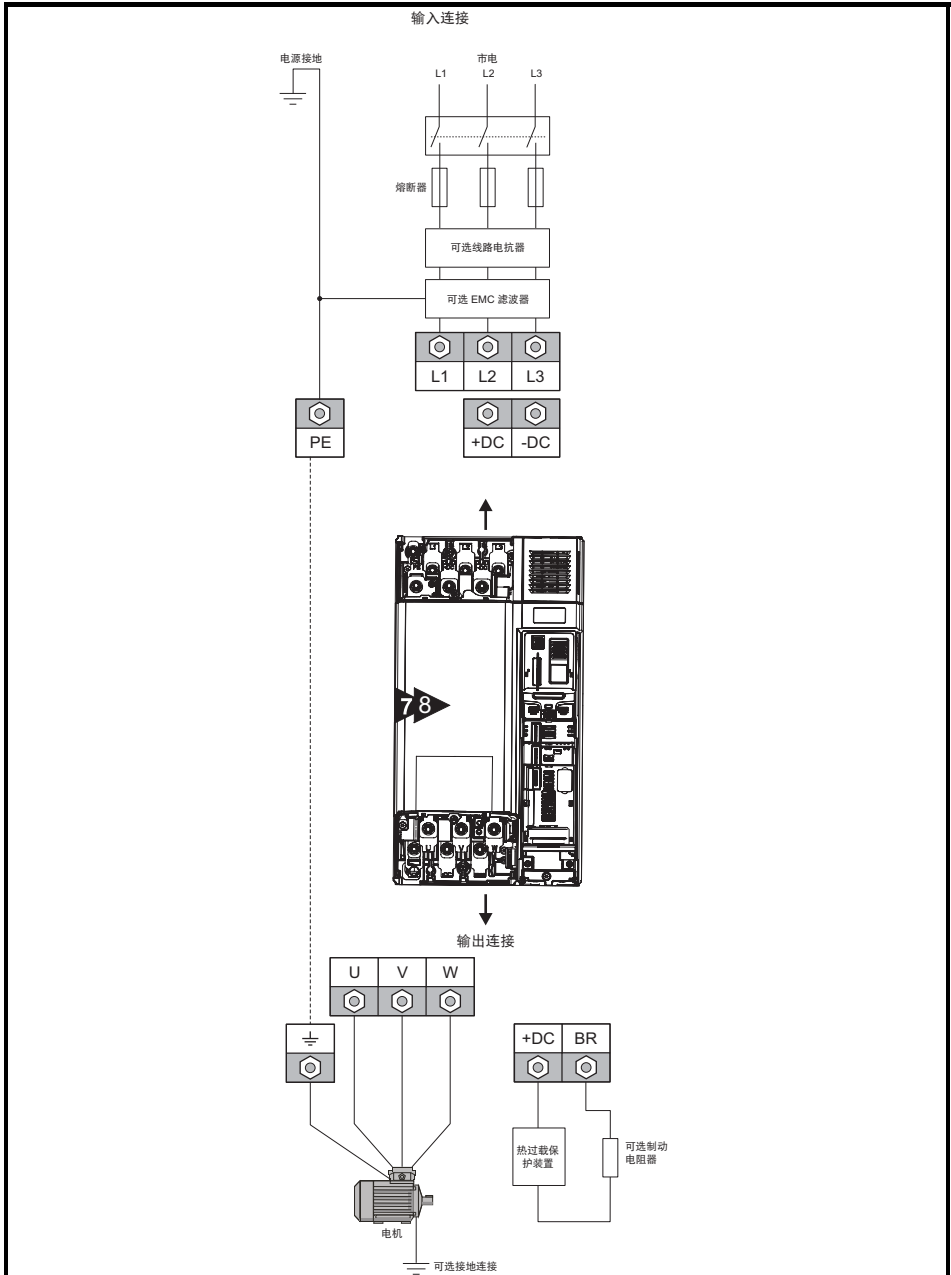 输入连接
电源接地
市电
L1 L2 L3
熔断器
可选线路电抗器
可选 EMC 滤波器
L1 L2 L3
PE
+DC -DC
7 8
输出连接
U V W
+DC BR
热过载保
护装置
可选制动
电阻器
电机
可选接地连接